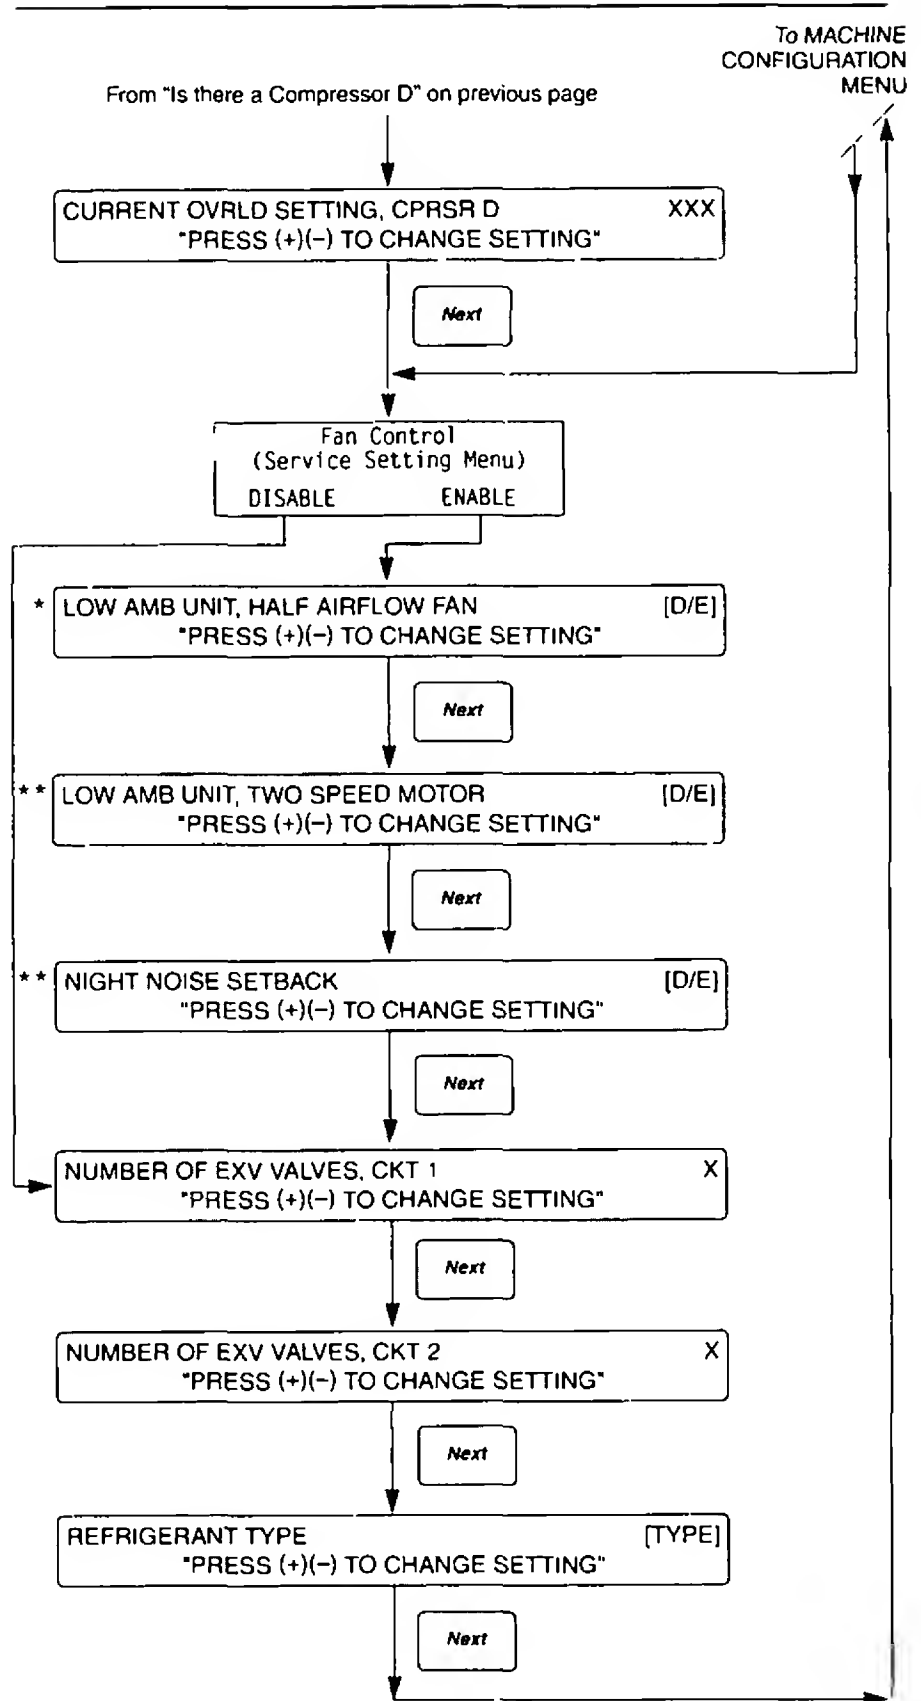 To MACHINE
CONFIGURATION
MENU
From "Is there a Compressor D" on previous page
CURRENT OVRLD SETTING, CPRSR D XXX
"PRESS (+)(−) TO CHANGE SETTING"
Next
Fan Control
(Service Setting Menu)
DISABLE ENABLE
* LOW AMB UNIT, HALF AIRFLOW FAN [D/E]
"PRESS (+)(−) TO CHANGE SETTING"
Next
** LOW AMB UNIT, TWO SPEED MOTOR [D/E]
"PRESS (+)(−) TO CHANGE SETTING"
Next
** NIGHT NOISE SETBACK [D/E]
"PRESS (+)(−) TO CHANGE SETTING"
Next
NUMBER OF EXV VALVES, CKT 1 X
"PRESS (+)(−) TO CHANGE SETTING"
Next
NUMBER OF EXV VALVES, CKT 2 X
"PRESS (+)(−) TO CHANGE SETTING"
Next
REFRIGERANT TYPE [TYPE]
"PRESS (+)(−) TO CHANGE SETTING"
Next